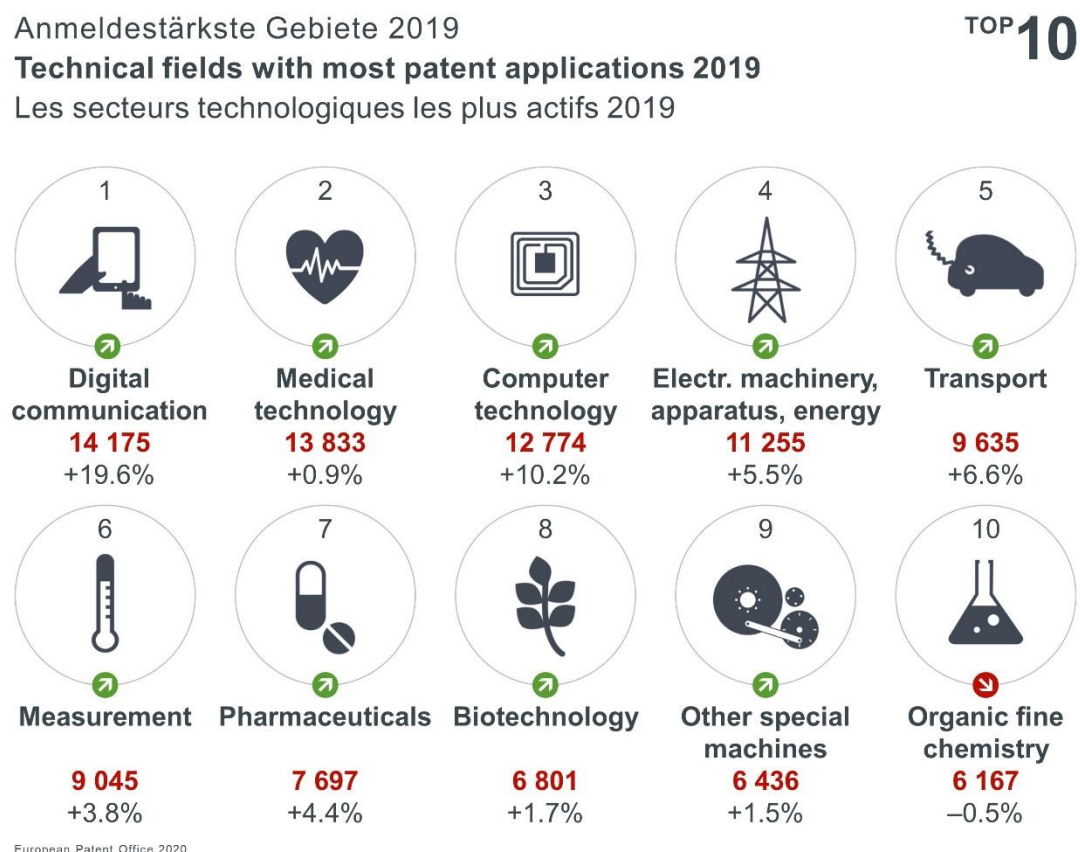 Anmeldestärkste Gebiete 2019
TOP 10
Technical fields with most patent applications 2019
Les secteurs technologiques les plus actifs 2019
1
Digital
communication
14 175
+19.6%
2
Medical
technology
13 833
+0.9%
3
Computer
technology
12 774
+10.2%
4
Electr. machinery,
apparatus, energy
11 255
+5.5%
5
Transport
9 635
+6.6%
6
Measurement
9 045
+3.8%
7
Pharmaceuticals
7 697
+4.4%
8
Biotechnology
6 801
+1.7%
9
Other special
machines
6 436
+1.5%
10
Organic fine
chemistry
6 167
–0.5%
European Patent Office 2020